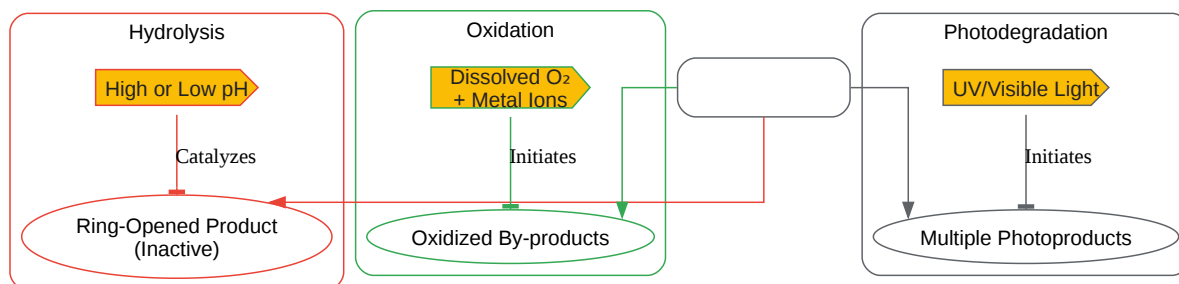 Hydrolysis
High or Low pH
Catalyzes
Ring-Opened Product
(Inactive)
Oxidation
Dissolved O₂
+ Metal Ions
Initiates
Oxidized By-products
Photodegradation
UV/Visible Light
Initiates
Multiple Photoproducts